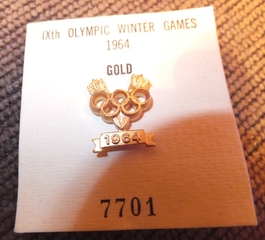 IXth OLYMPIC WINTER GAMES
1964
GOLD
1964
7701